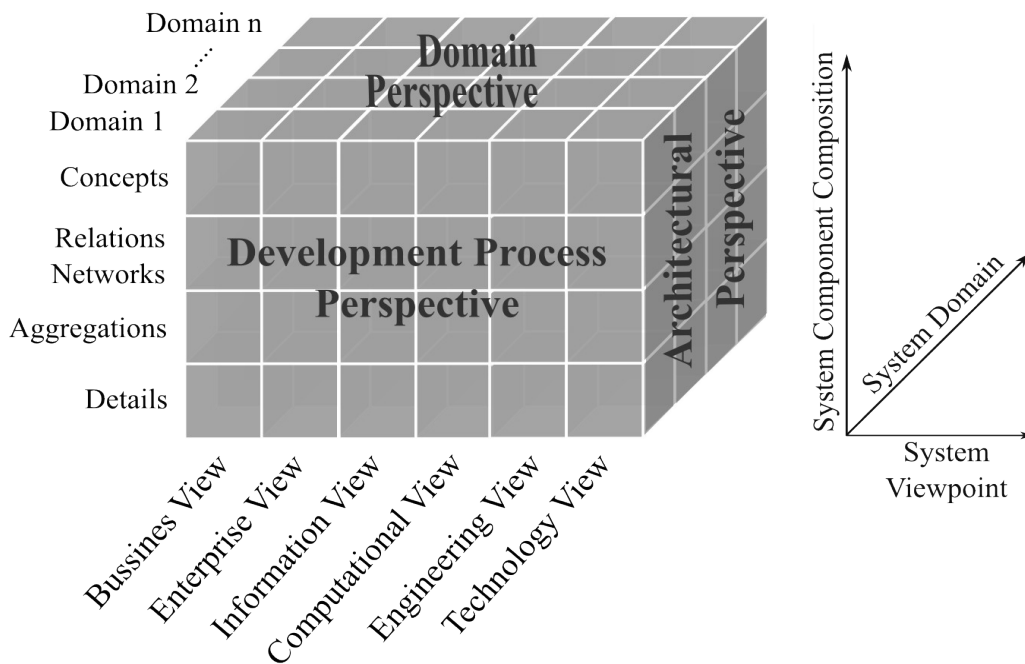 Domain n
.....
Domain 2
Domain 1
Concepts
Relations
Networks
Aggregations
Details
Domain
Perspective
Development Process
Perspective
Architectural
Perspective
Bussines View
Enterprise View
Information View
Computational View
Engineering View
Technology View
System Component Composition
System Domain
System
Viewpoint